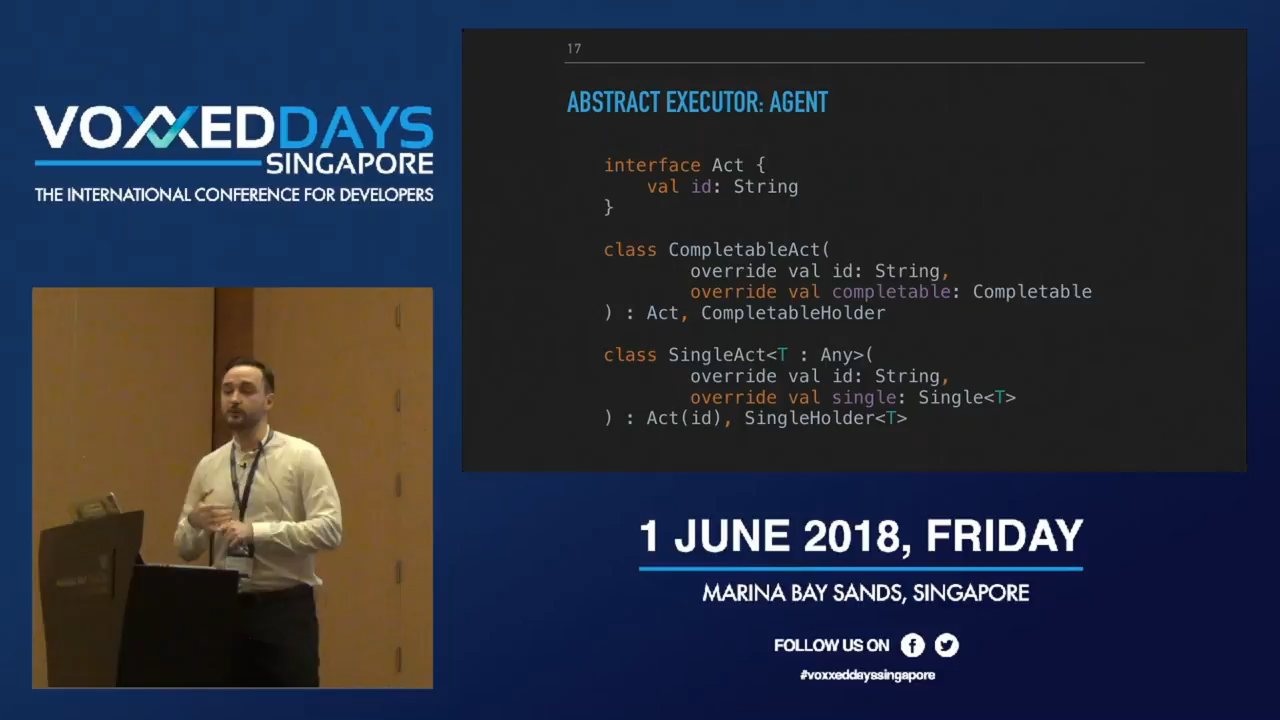 VOXXEDDAYS
SINGAPORE
THE INTERNATIONAL CONFERENCE FOR DEVELOPERS
17
ABSTRACT EXECUTOR: AGENT
interface Act {
    val id: String
}
class CompletableAct(
        override val id: String,
        override val completable: Completable
) : Act, CompletableHolder
class SingleAct<T : Any>(
        override val id: String,
        override val single: Single<T>
) : Act(id), SingleHolder<T>
1 JUNE 2018, FRIDAY
MARINA BAY SANDS, SINGAPORE
FOLLOW US ON
#voxxeddayssingapore